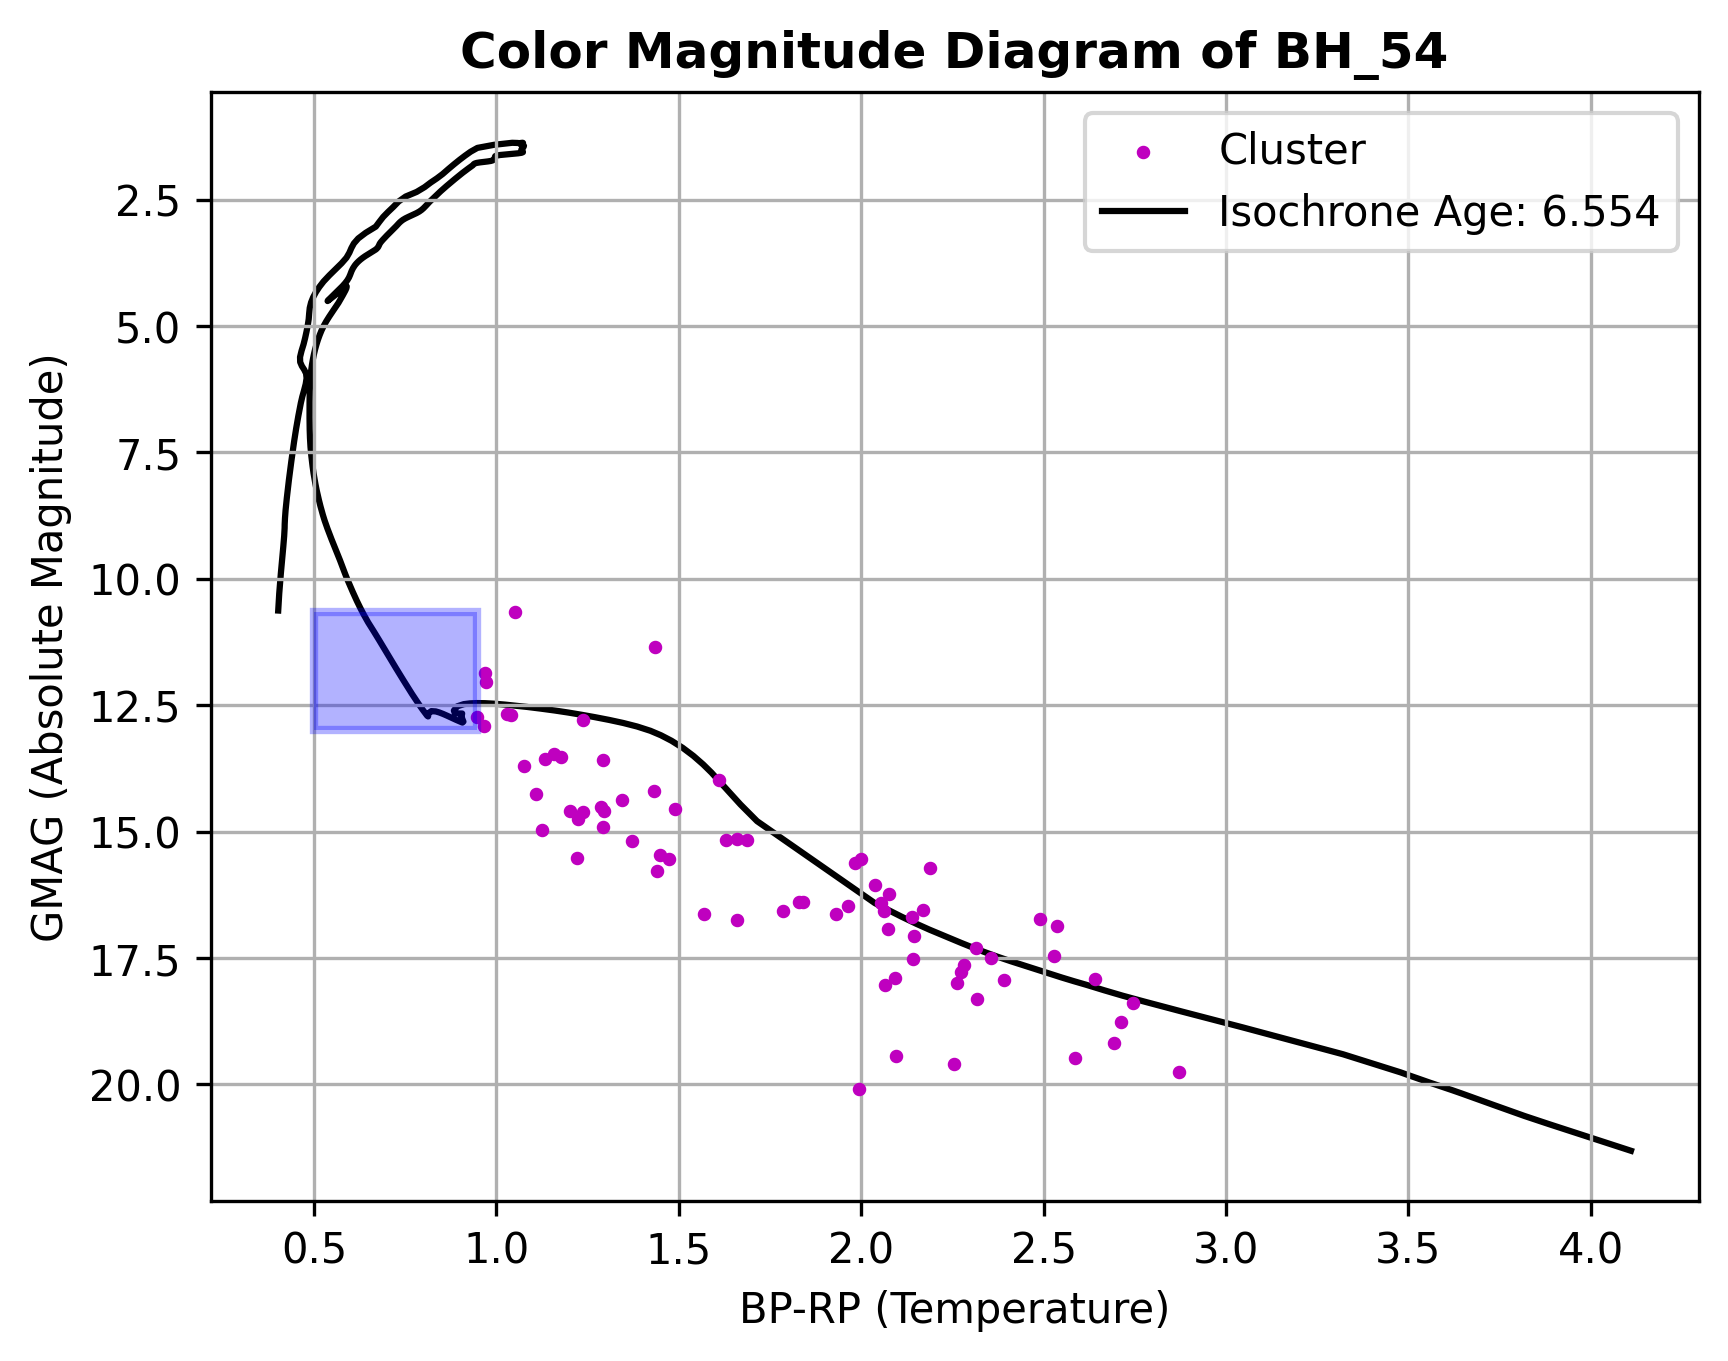 Color Magnitude Diagram of BH_54
Cluster
Isochrone Age: 6.554
GMAG (Absolute Magnitude)
2.5
5.0
7.5
10.0
12.5
15.0
17.5
20.0
0.5 1.0 1.5 2.0 2.5 3.0 3.5 4.0
BP-RP (Temperature)